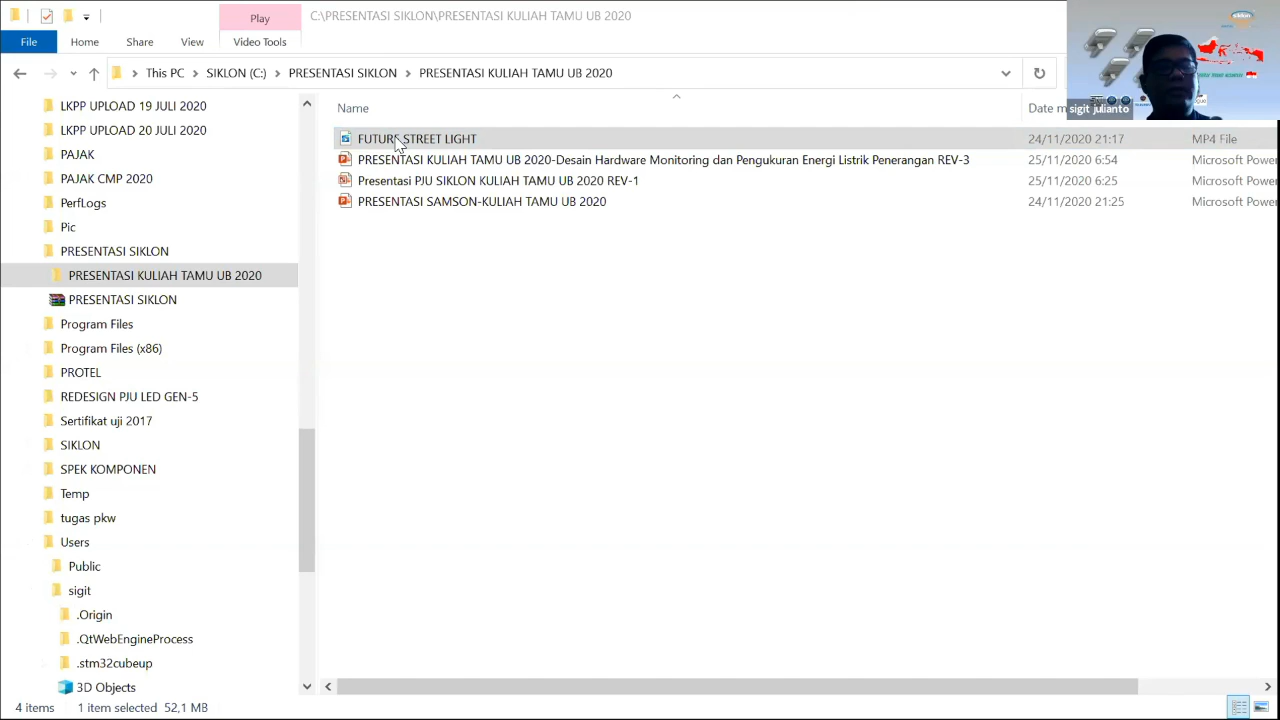 Play
C:\PRESENTASI SIKLON\PRESENTASI KULIAH TAMU UB 2020
File
Home
Share
View
Video Tools
This PC
SIKLON (C:)
PRESENTASI SIKLON
PRESENTASI KULIAH TAMU UB 2020
sigit julianto
LKPP UPLOAD 19 JULI 2020
LKPP UPLOAD 20 JULI 2020
PAJAK
PAJAK CMP 2020
PerfLogs
Pic
PRESENTASI SIKLON
PRESENTASI KULIAH TAMU UB 2020
PRESENTASI SIKLON
Program Files
Program Files (x86)
PROTEL
REDESIGN PJU LED GEN-5
Sertifikat uji 2017
SIKLON
SPEK KOMPONEN
Temp
tugas pkw
Users
Public
sigit
.Origin
.QtWebEngineProcess
.stm32cubeup
3D Objects
Name
Date m
FUTURE STREET LIGHT
24/11/2020 21:17
MP4 File
PRESENTASI KULIAH TAMU UB 2020-Desain Hardware Monitoring dan Pengukuran Energi Listrik Penerangan REV-3
25/11/2020 6:54
Microsoft Power
Presentasi PJU SIKLON KULIAH TAMU UB 2020 REV-1
25/11/2020 6:25
Microsoft Power
PRESENTASI SAMSON-KULIAH TAMU UB 2020
24/11/2020 21:25
Microsoft Power
4 items
1 item selected 52,1 MB